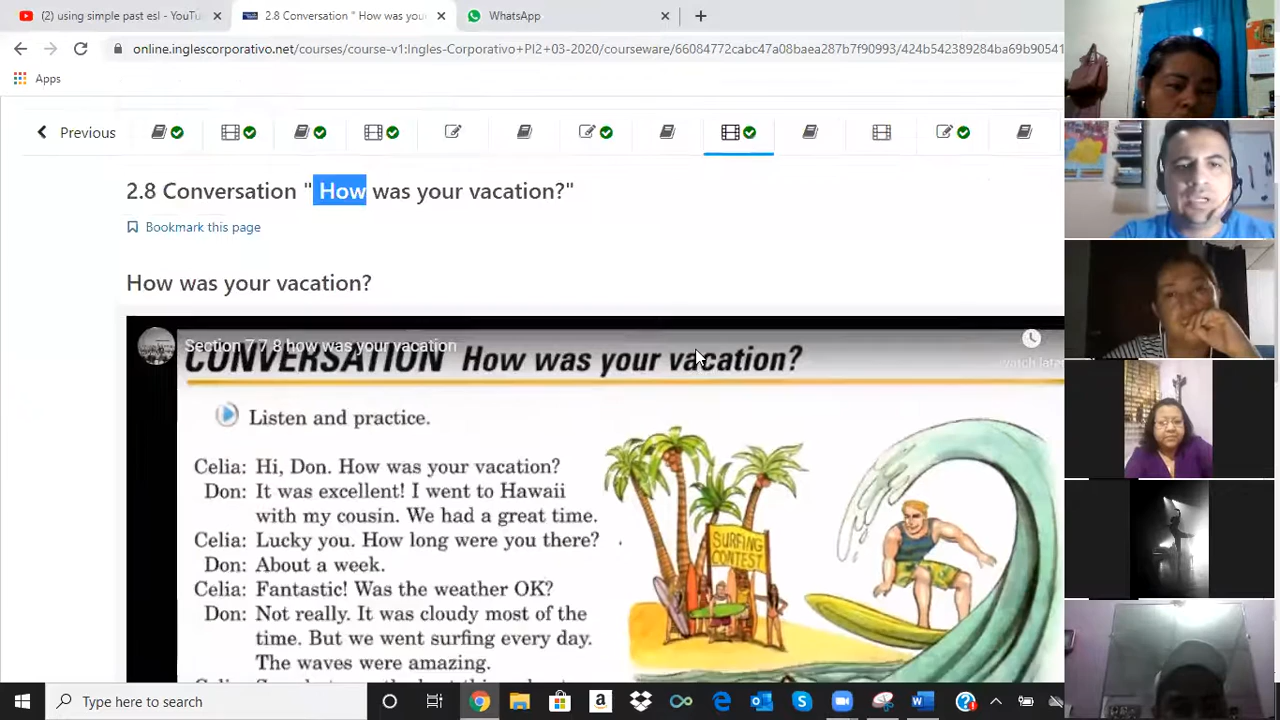 (2) using simple past esl - YouTu
2.8 Conversation " How was your
WhatsApp
online.inglescorporativo.net/courses/course-v1:Ingles-Corporativo+PI2+03-2020/courseware/66084772cabc47a08baea287b7f90993/424b542389284ba69b90541
Apps
Previous
2.8 Conversation " How was your vacation?"
Bookmark this page
How was your vacation?
Section 7 7 8 how was your vacation
Watch later
CONVERSATION How was your vacation?
Listen and practice.
Celia: Hi, Don. How was your vacation?
Don: It was excellent! I went to Hawaii
with my cousin. We had a great time.
Celia: Lucky you. How long were you there?
Don: About a week.
Celia: Fantastic! Was the weather OK?
Don: Not really. It was cloudy most of the
time. But we went surfing every day.
The waves were amazing.
SURFING
CONTEST
Type here to search